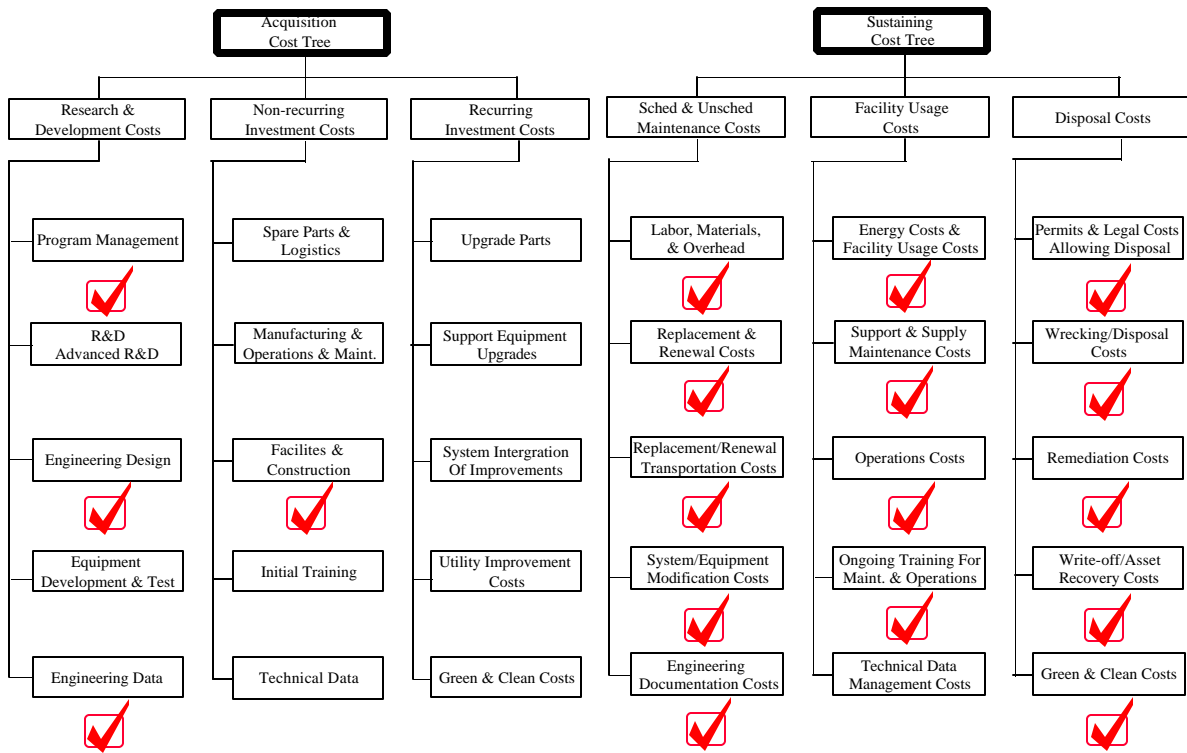 Acquisition
Cost Tree
Sustaining
Cost Tree
Research &
Development Costs
Non-recurring
Investment Costs
Recurring
Investment Costs
Sched & Unsched
Maintenance Costs
Facility Usage
Costs
Disposal Costs
Program Management
Spare Parts &
Logistics
Upgrade Parts
Labor, Materials,
& Overhead
Energy Costs &
Facility Usage Costs
Permits & Legal Costs
Allowing Disposal
R&D
Advanced R&D
Manufacturing &
Operations & Maint.
Support Equipment
Upgrades
Replacement &
Renewal Costs
Support & Supply
Maintenance Costs
Wrecking/Disposal
Costs
Engineering Design
Facilites &
Construction
System Intergration
Of Improvements
Replacement/Renewal
Transportation Costs
Operations Costs
Remediation Costs
Equipment
Development & Test
Initial Training
Utility Improvement
Costs
System/Equipment
Modification Costs
Ongoing Training For
Maint. & Operations
Write-off/Asset
Recovery Costs
Engineering Data
Technical Data
Green & Clean Costs
Engineering
Documentation Costs
Technical Data
Management Costs
Green & Clean Costs